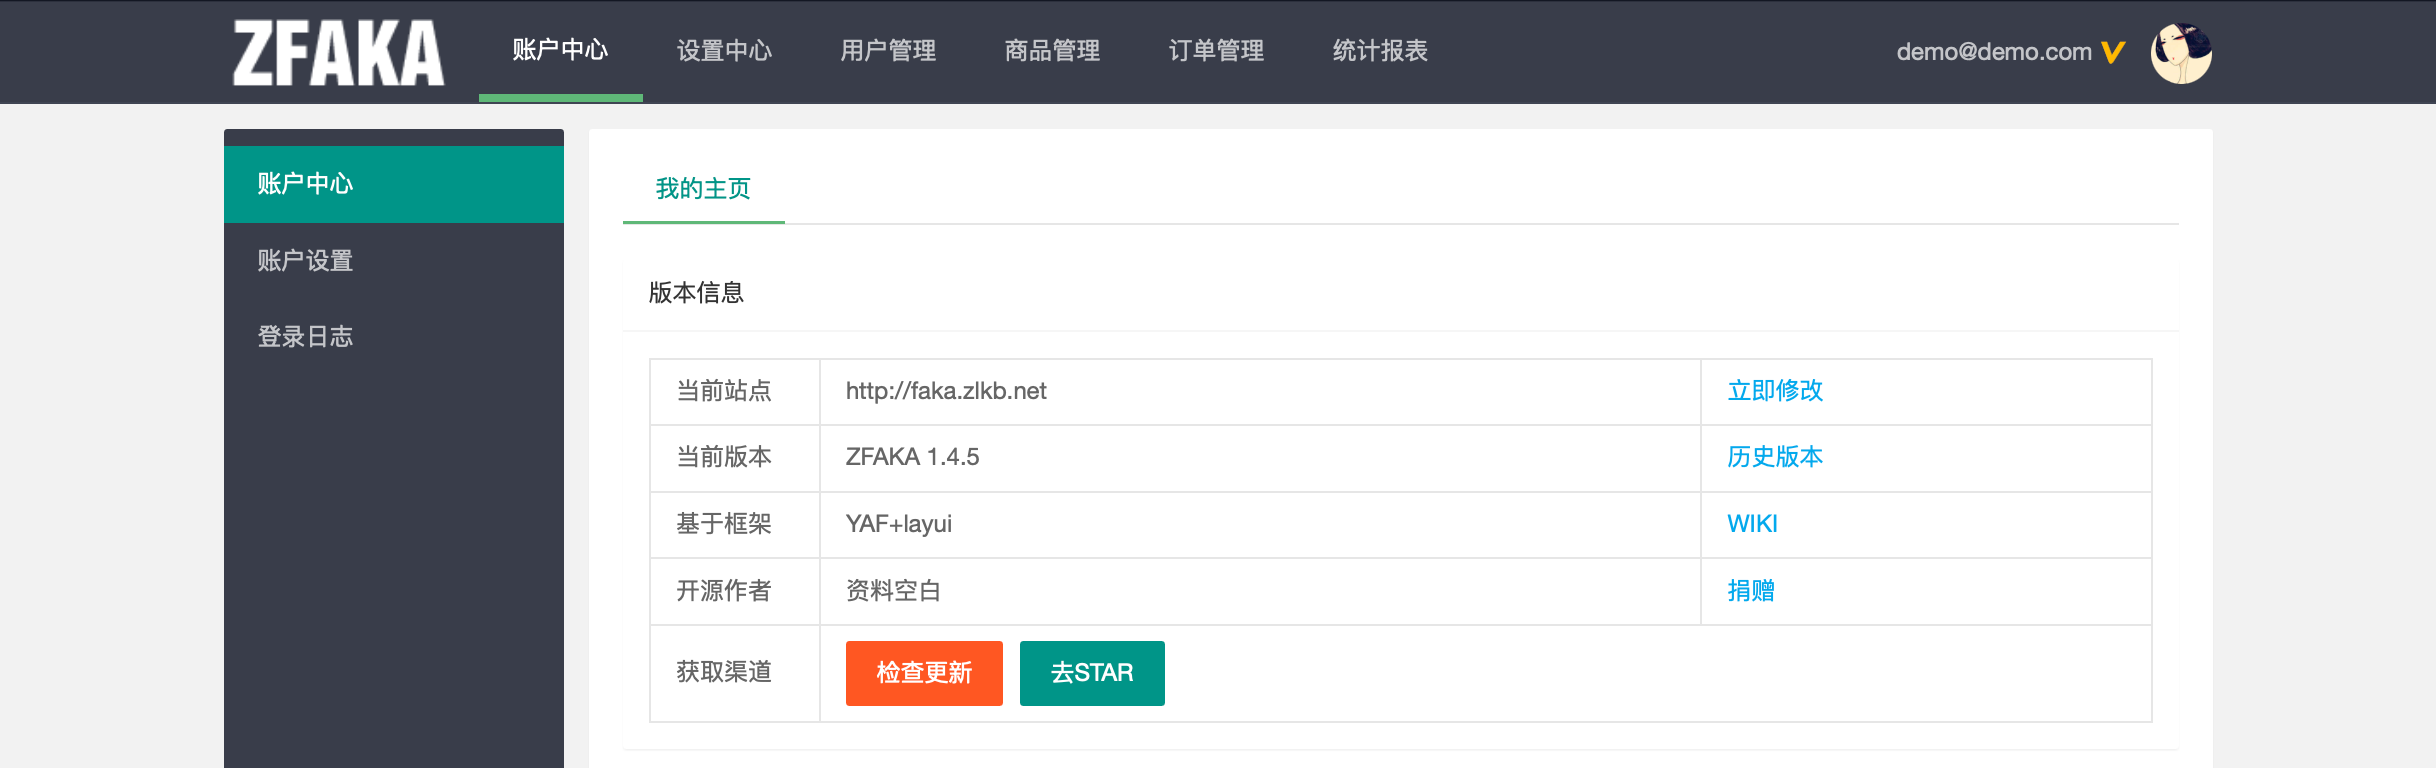 ZFAKA 账户中心 设置中心 用户管理 商品管理 订单管理 统计报表 demo@demo.com
账户中心
账户设置
登录日志
我的主页
版本信息
当前站点 http://faka.zlkb.net 立即修改
当前版本 ZFAKA 1.4.5 历史版本
基于框架 YAF+layui WIKI
开源作者 资料空白 捐赠
获取渠道 检查更新 去STAR